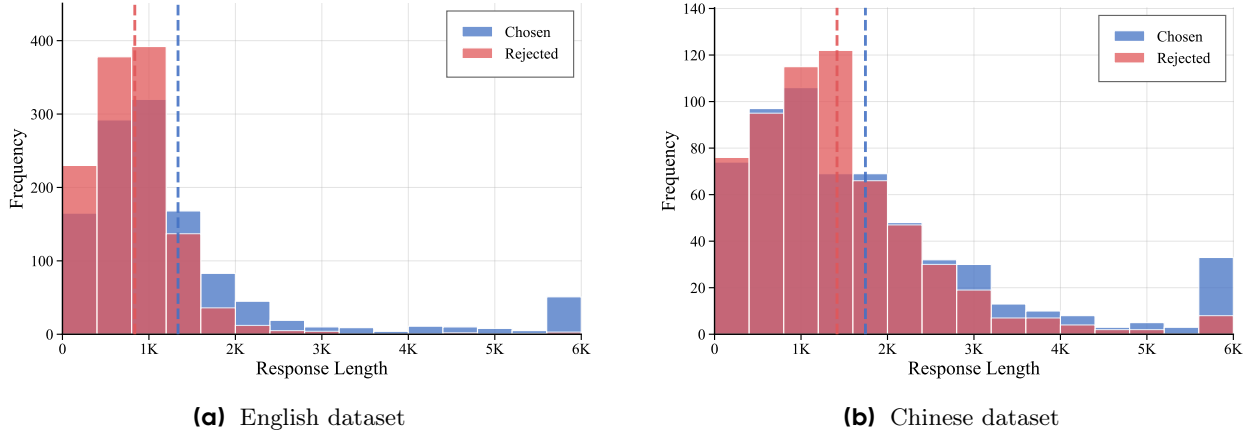 Chosen
Rejected
400
300
200
100
0
Frequency
0
1K
2K
3K
4K
5K
6K
Response Length
(a) English dataset
Chosen
Rejected
140
120
100
80
60
40
20
0
Frequency
0
1K
2K
3K
4K
5K
6K
Response Length
(b) Chinese dataset